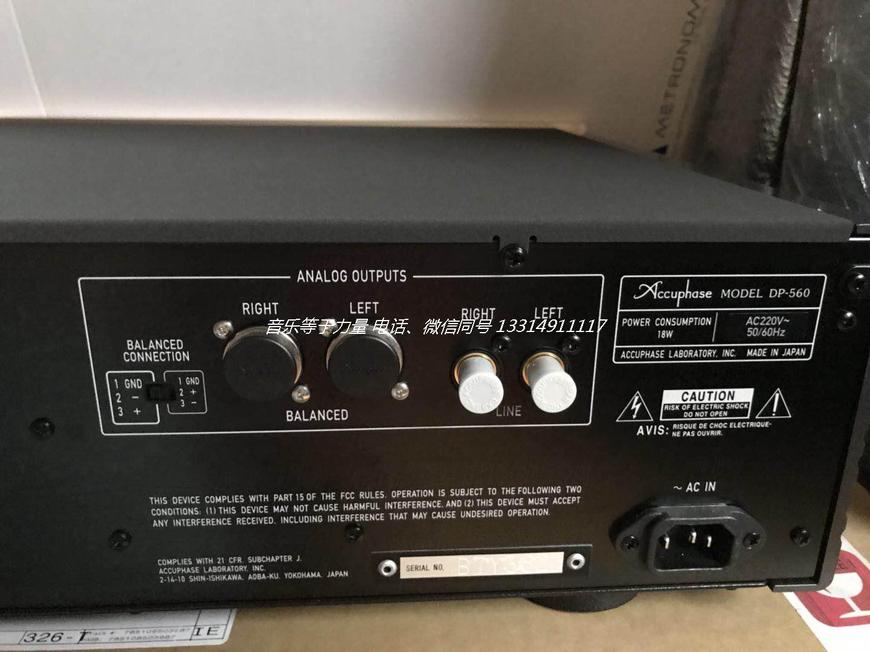 METRONOM
ANALOG OUTPUTS
RIGHT
LEFT
RIGHT
LEFT
BALANCED
CONNECTION
1 GND
2 -
3 +
1 GND
2 +
3 -
BALANCED
LINE
Accuphase MODEL DP-560
POWER CONSUMPTION
18W
AC220V~
50/60Hz
ACCUPHASE LABORATORY, INC. MADE IN JAPAN
音乐等于力量 电话、微信同号 13314911117
CAUTION
RISK OF ELECTRIC SHOCK
DO NOT OPEN
AVIS: RISQUE DE CHOC ELECTRIQUE-
NE PAS OUVRIR.
~ AC IN
THIS DEVICE COMPLIES WITH PART 15 OF THE FCC RULES. OPERATION IS SUBJECT TO THE FOLLOWING TWO
CONDITIONS: (1) THIS DEVICE MAY NOT CAUSE HARMFUL INTERFERENCE, AND (2) THIS DEVICE MUST ACCEPT
ANY INTERFERENCE RECEIVED, INCLUDING INTERFERENCE THAT MAY CAUSE UNDESIRED OPERATION.
COMPLIES WITH 21 CFR, SUBCHAPTER J.
ACCUPHASE LABORATORY, INC.
2-14-10 SHIN-ISHIKAWA, AOBA-KU, YOKOHAMA, JAPAN
SERIAL NO.
326-T
IE